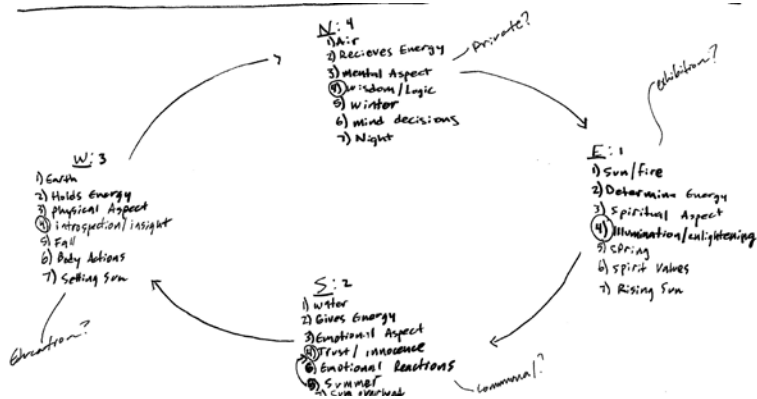 N: 4
1) Air
2) Recieves Energy
3) Mental Aspect
4) Wisdom/Logic
5) Winter
6) mind decisions
7) Night
Private?
exhibition?
E: 1
1) Sun/Fire
2) Determine Energy
3) Spiritual Aspect
4) Illumination/enlightening
5) Spring
6) Spirit Values
7) Rising Sun
W: 3
1) Earth
2) Holds Energy
3) Physical Aspect
4) introspection/insight
5) Fall
6) Body Actions
7) Setting Sun
Education?
S: 2
1) Water
2) Gives Energy
3) Emotional Aspect
4) Trust/innocence
6) Emotional Reactions
5) Summer
7) Sun overhead
Communal?